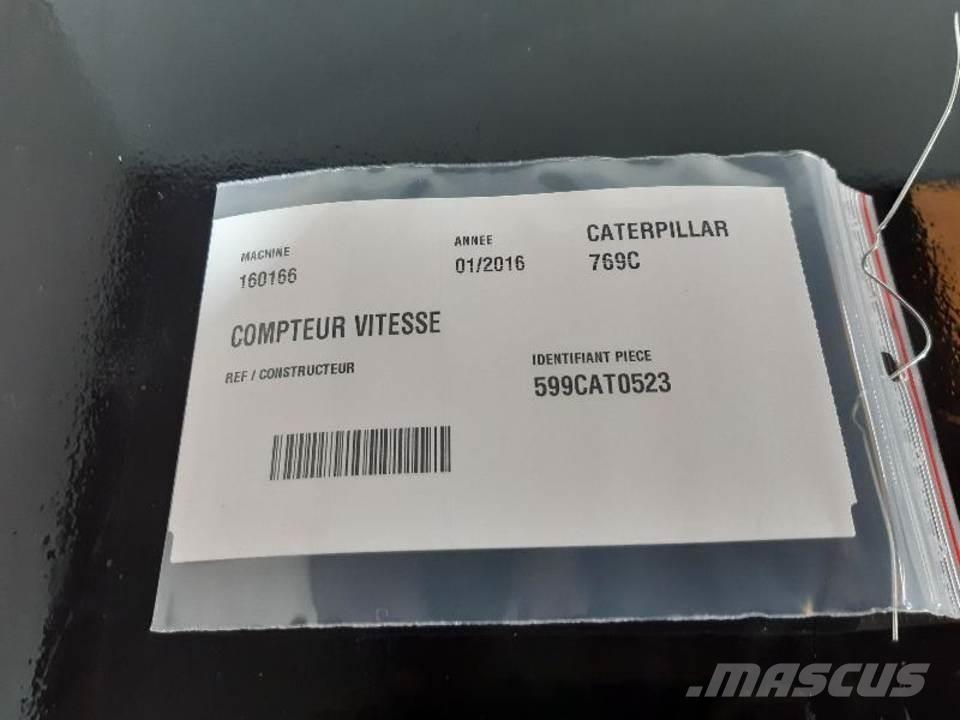 MACHINE
160166
ANNEE
01/2016
CATERPILLAR
769C
COMPTEUR VITESSE
REF / CONSTRUCTEUR
IDENTIFIANT PIECE
599CAT0523
MASCUS